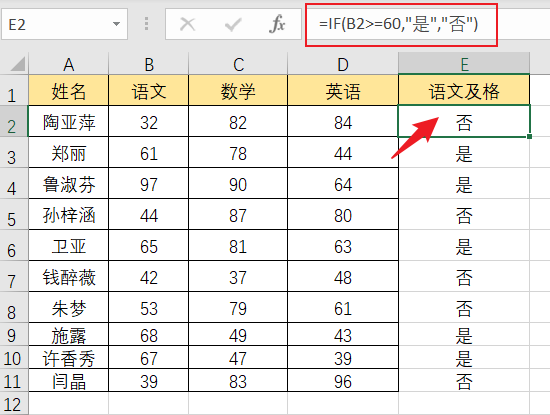 E2 fx =IF(B2>=60,"是","否")
A B C D E
1 姓名 语文 数学 英语 语文及格
2 陶亚萍 32 82 84 否
3 郑丽 61 78 44 是
4 鲁淑芬 97 90 64 是
5 孙梓涵 44 87 80 否
6 卫亚 65 81 63 是
7 钱醉薇 42 37 48 否
8 朱梦 53 79 61 否
9 施露 68 49 43 是
10 许香秀 67 47 39 是
11 闫晶 39 83 96 否
12